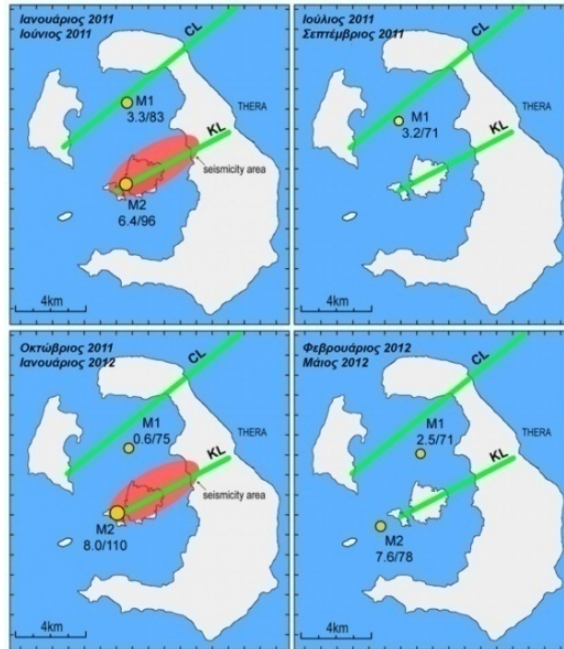 Ιανουάριος 2011
Ιούνιος 2011
CL
M1
3.3/83
THERA
KL
seismicity area
M2
6.4/96
4km
Ιούλιος 2011
Σεπτέμβριος 2011
CL
M1
3.2/71
THERA
KL
4km
Οκτώβριος 2011
Ιανουάριος 2012
CL
M1
0.6/75
THERA
KL
seismicity area
M2
8.0/110
4km
Φεβρουάριος 2012
Μάιος 2012
CL
M1
2.5/71
THERA
KL
M2
7.6/78
4km